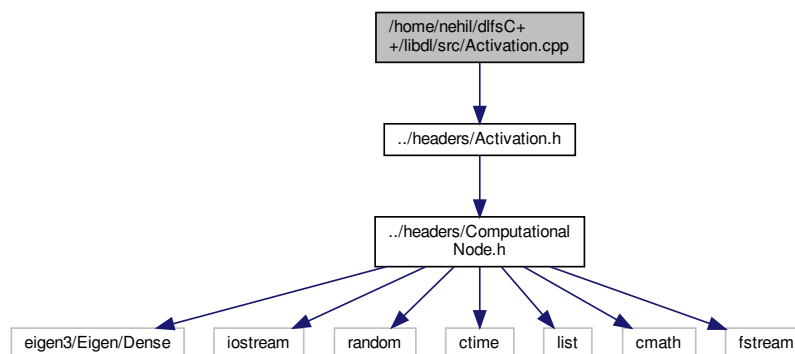 /home/nehil/dlfsC+
+/libdl/src/Activation.cpp
../headers/Activation.h
../headers/Computational
Node.h
eigen3/Eigen/Dense
iostream
random
ctime
list
cmath
fstream